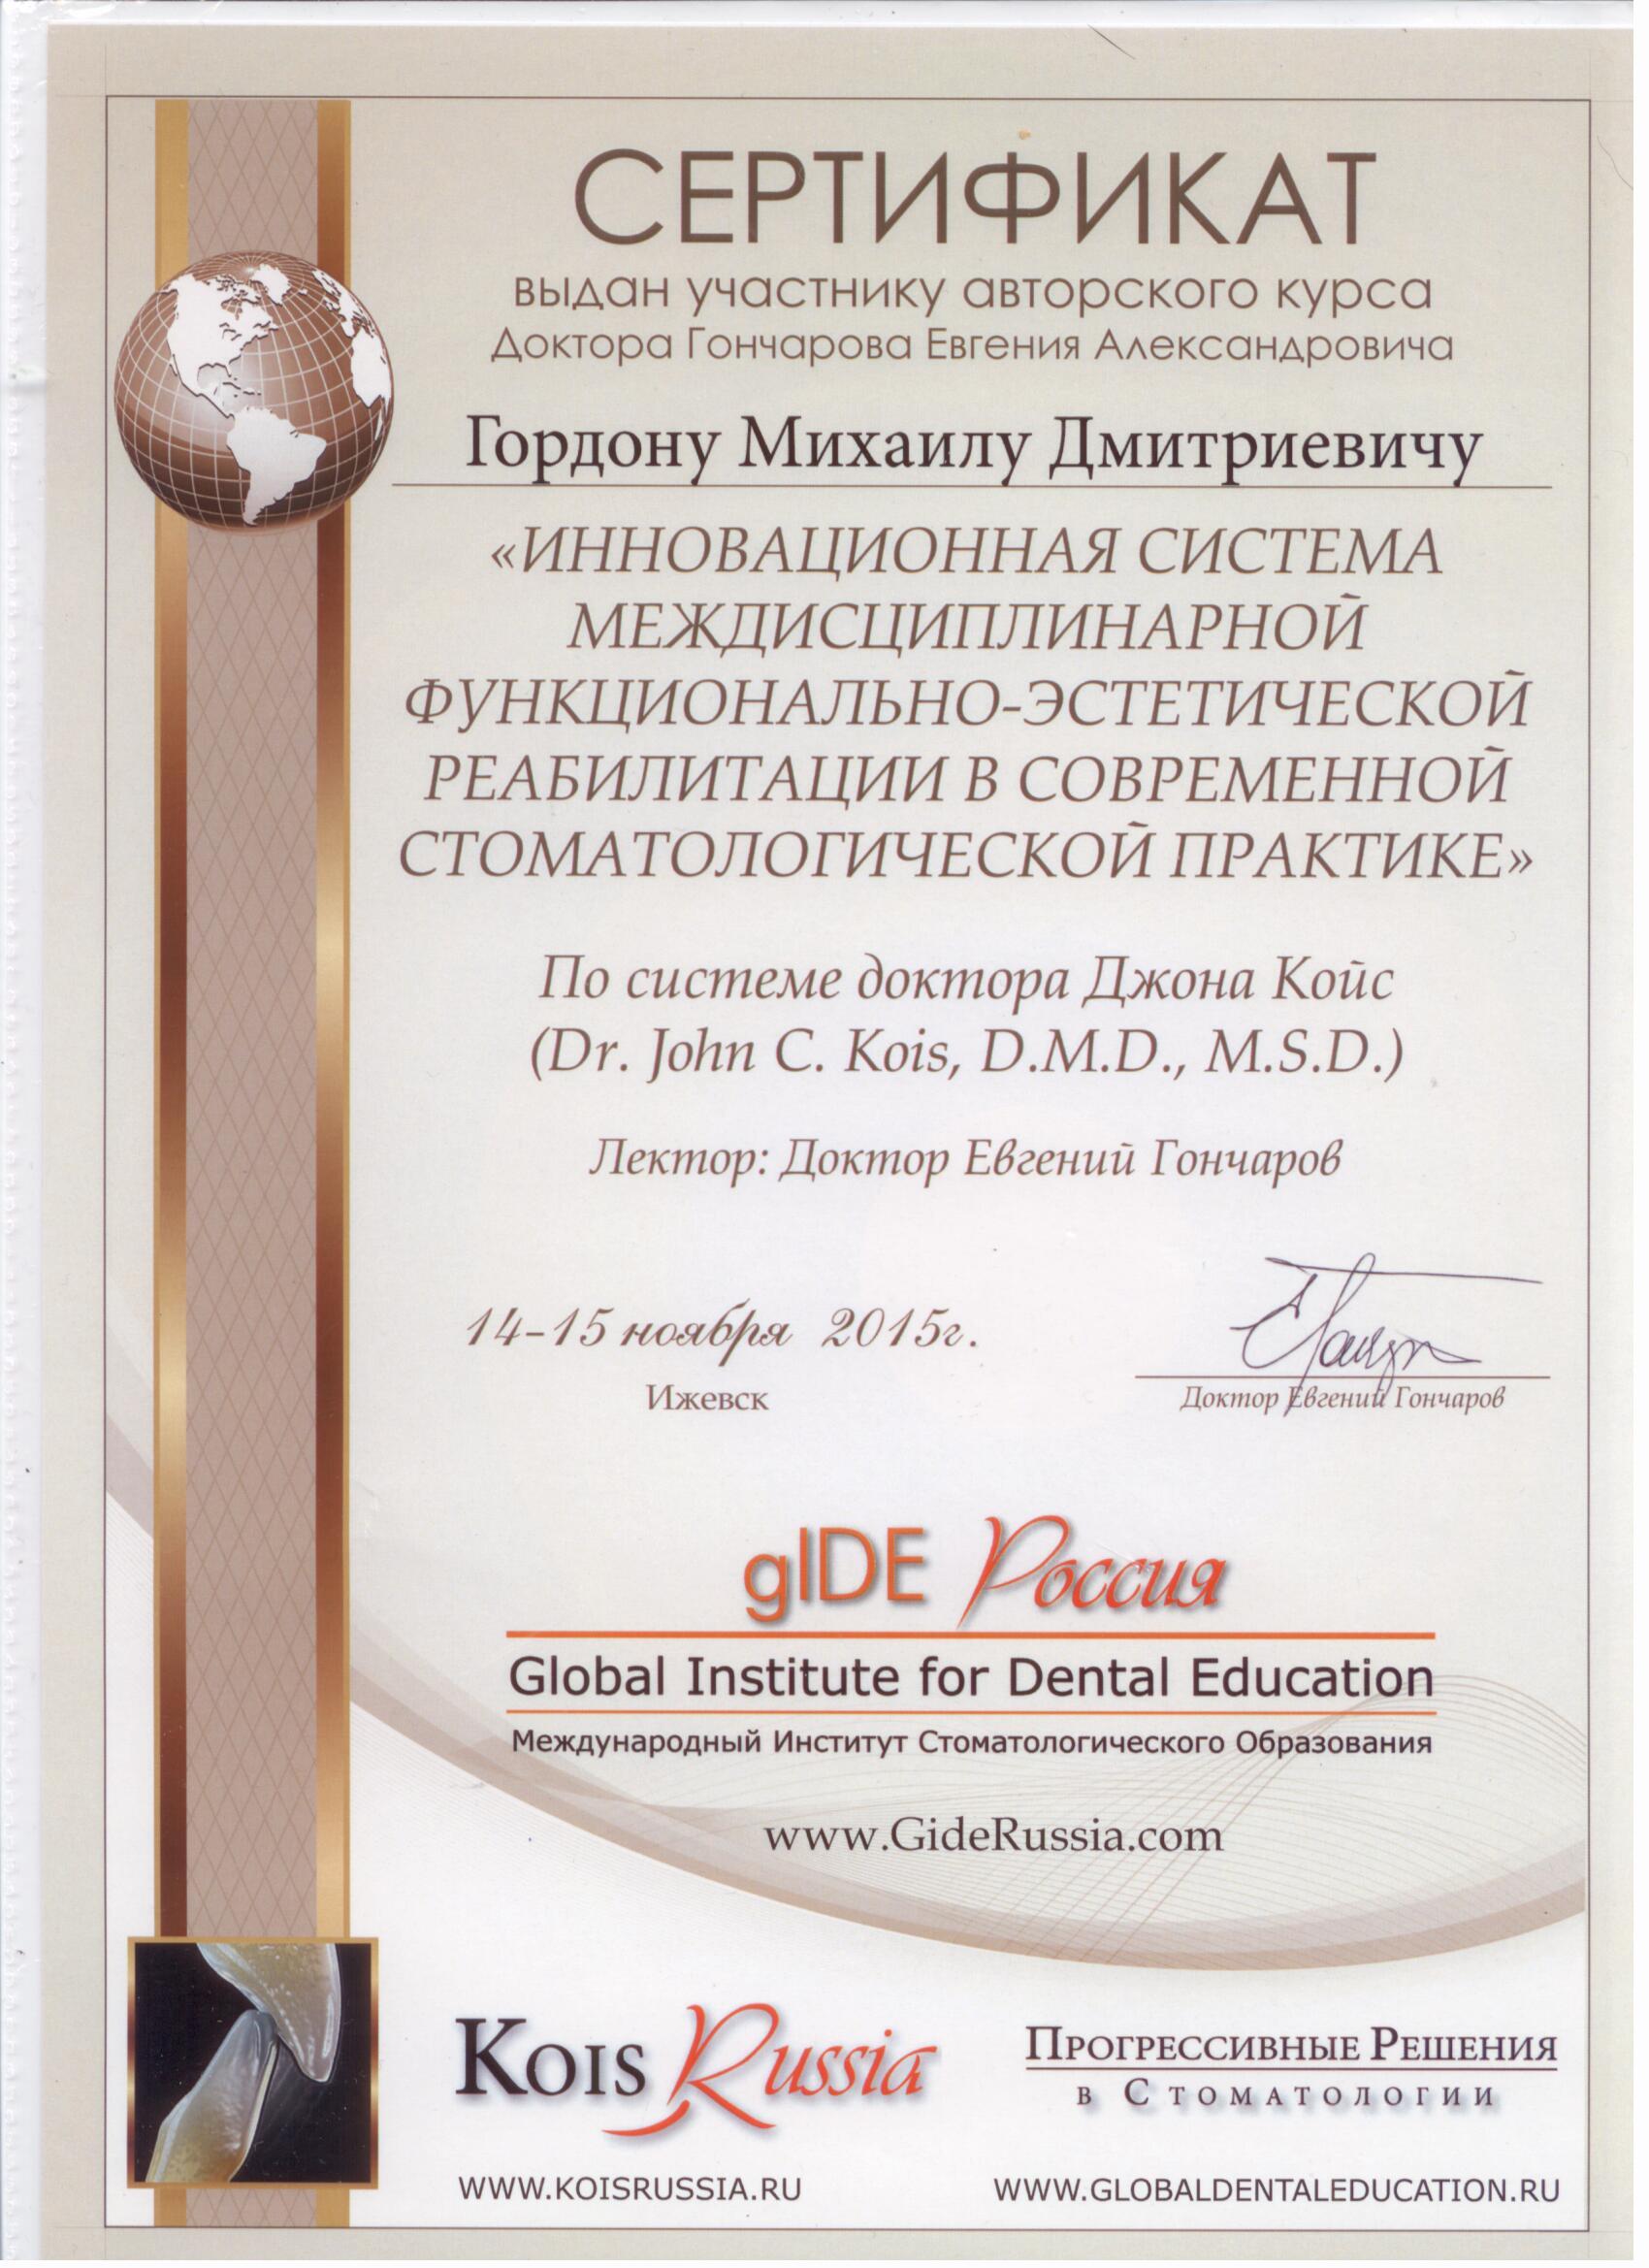 СЕРТИФИКАТ
выдан участнику авторского курса
Доктора Гончарова Евгения Александровича
Гордону Михаилу Дмитриевичу
«ИННОВАЦИОННАЯ СИСТЕМА
МЕЖДИСЦИПЛИНАРНОЙ
ФУНКЦИОНАЛЬНО-ЭСТЕТИЧЕСКОЙ
РЕАБИЛИТАЦИИ В СОВРЕМЕННОЙ
СТОМАТОЛОГИЧЕСКОЙ ПРАКТИКЕ»
По системе доктора Джона Койс
(Dr. John C. Kois, D.M.D., M.S.D.)
Лектор: Доктор Евгений Гончаров
14-15 ноября 2015г.
Ижевск
Доктор Евгений Гончаров
gIDE Россия
Global Institute for Dental Education
Международный Институт Стоматологического Образования
www.GideRussia.com
KOIS Russia
ПРОГРЕССИВНЫЕ РЕШЕНИЯ
В СТОМАТОЛОГИИ
WWW.KOISRUSSIA.RU
WWW.GLOBALDENTALEDUCATION.RU